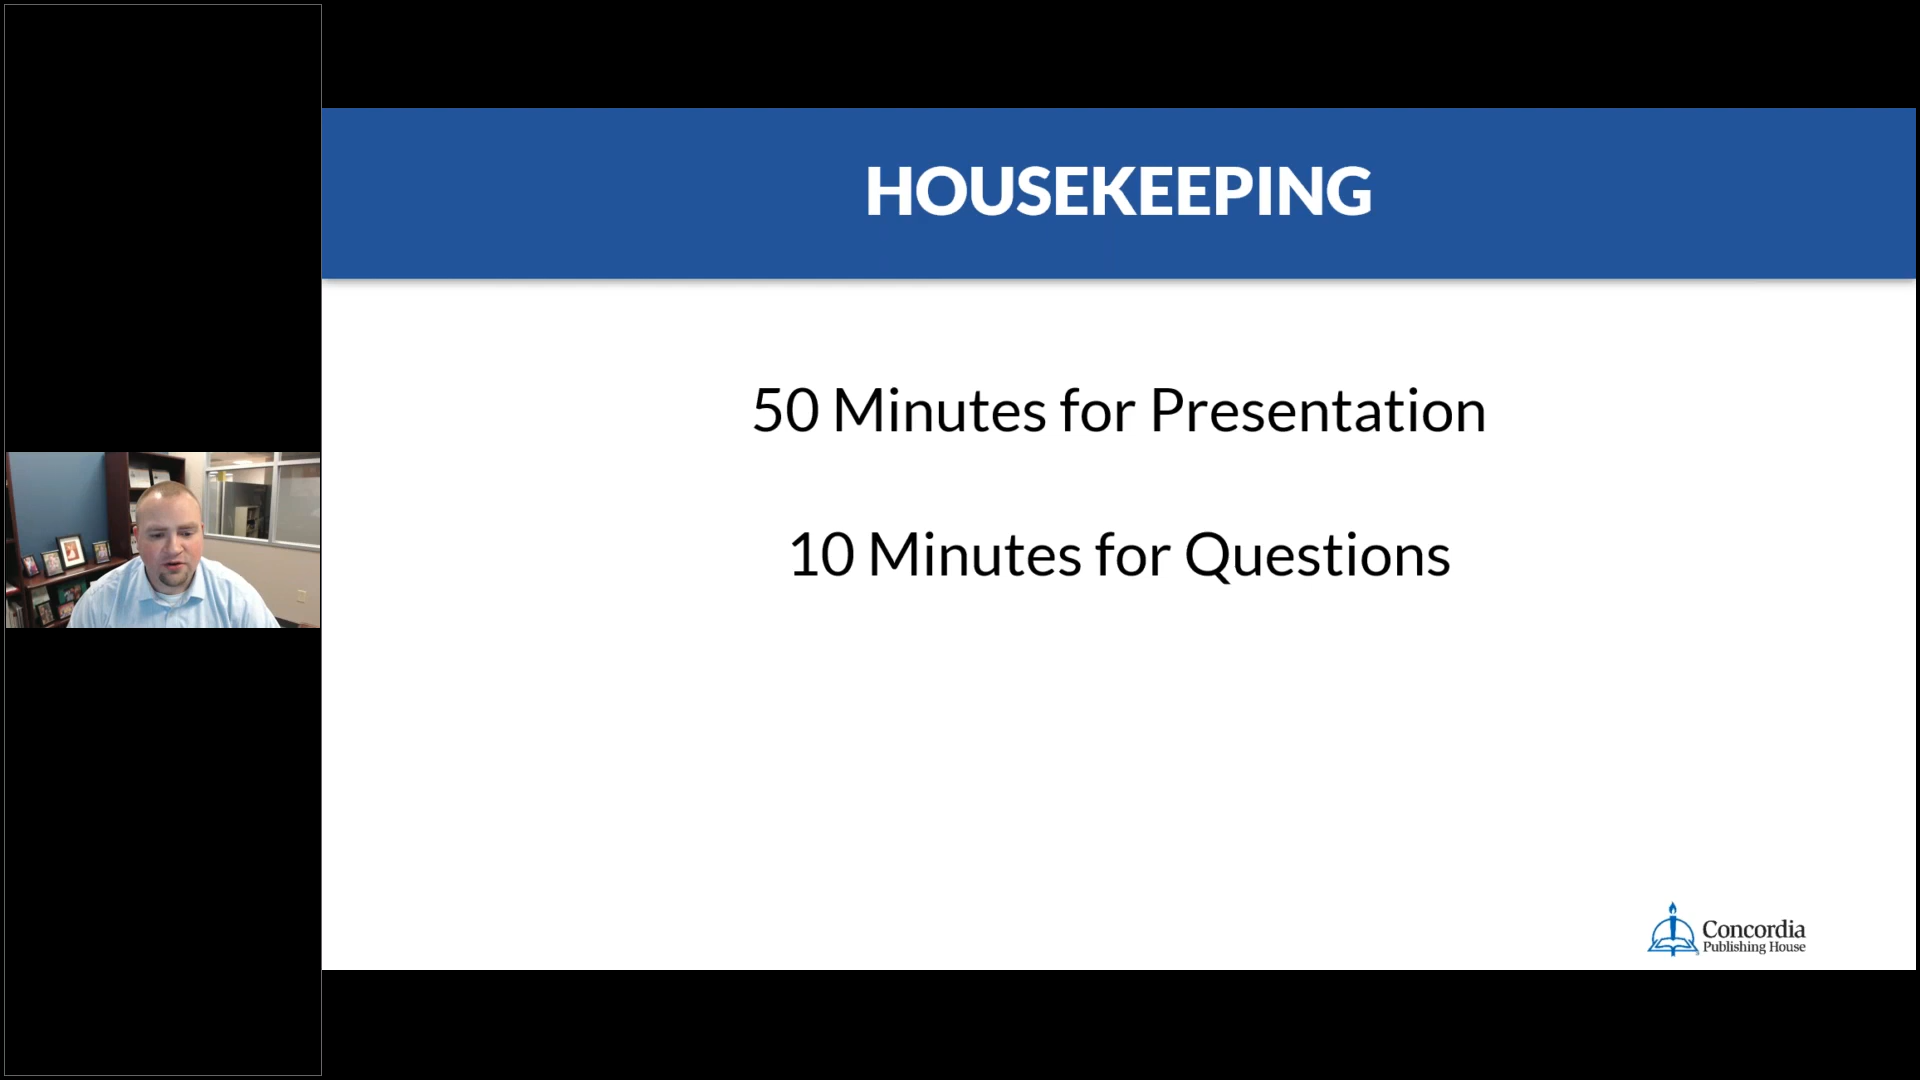 HOUSEKEEPING
50 Minutes for Presentation
10 Minutes for Questions
Concordia
Publishing House